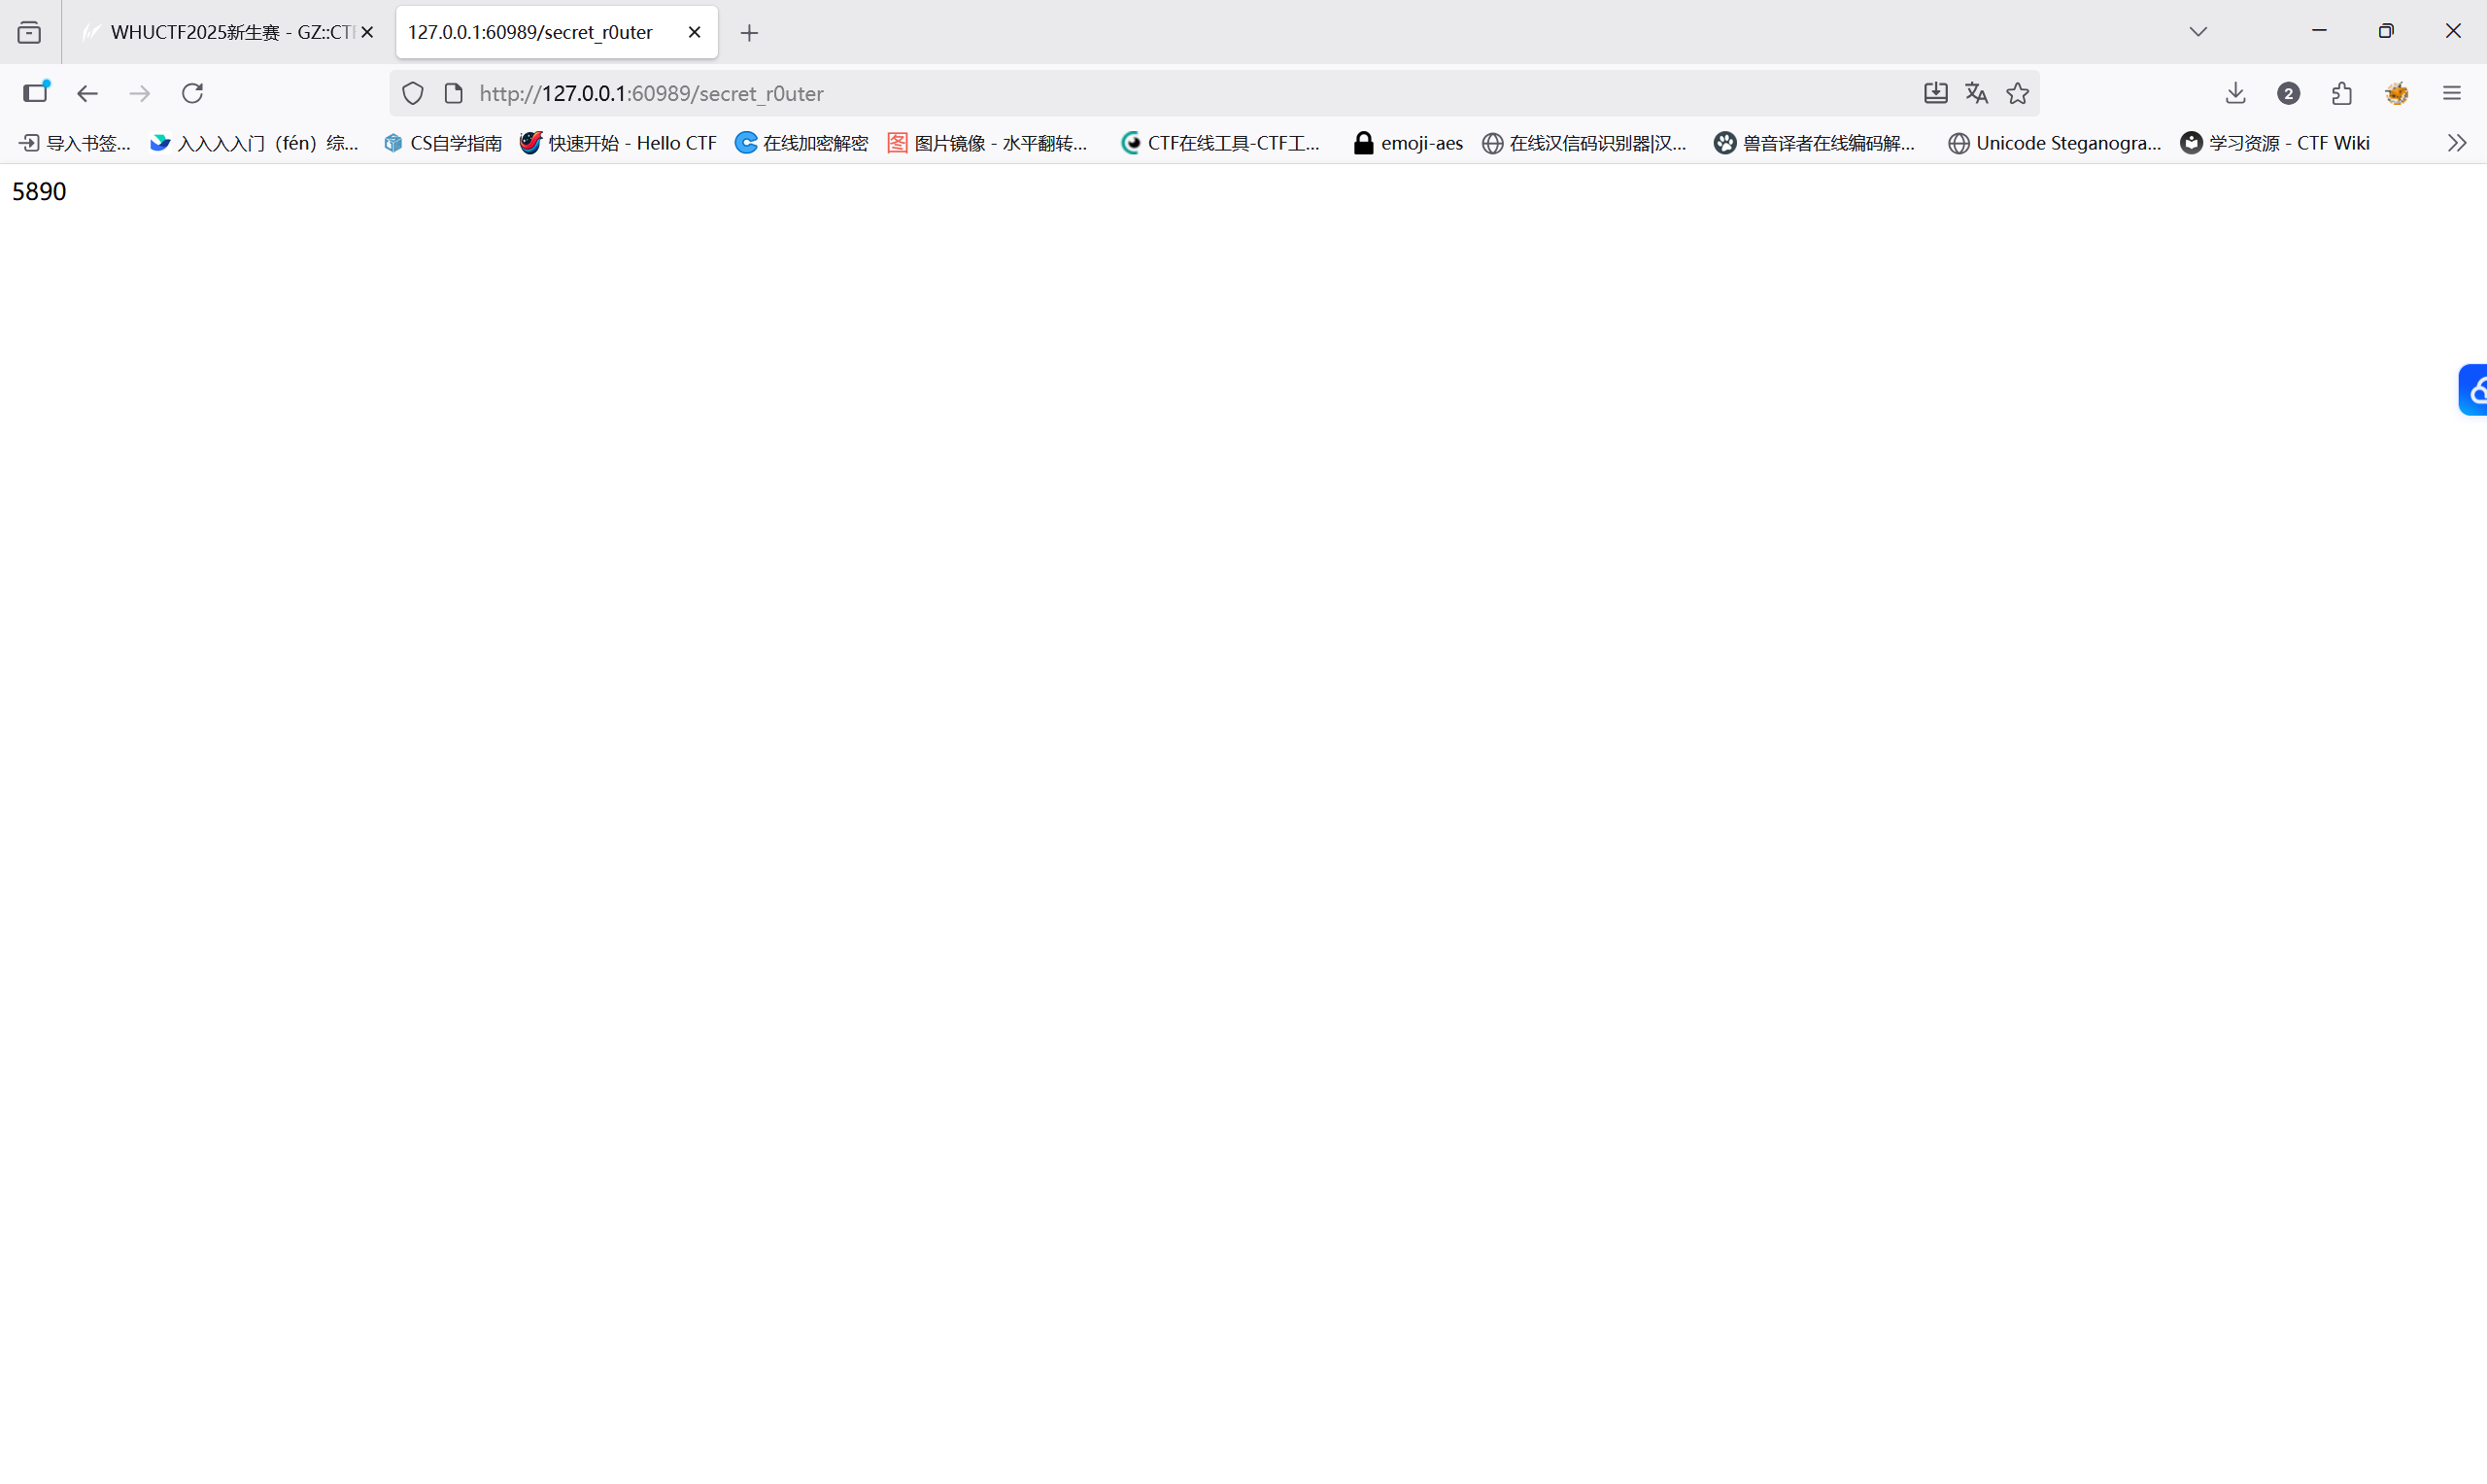 WHUCTF2025新生赛 - GZ::CT
127.0.0.1:60989/secret_r0uter
http://127.0.0.1:60989/secret_r0uter
2
导入书签...
入入入入门（fén）综...
CS自学指南
快速开始 - Hello CTF
在线加密解密
图 图片镜像 - 水平翻转...
CTF在线工具-CTF工...
emoji-aes
在线汉信码识别器|汉...
兽音译者在线编码解...
Unicode Steganogra...
学习资源 - CTF Wiki
5890